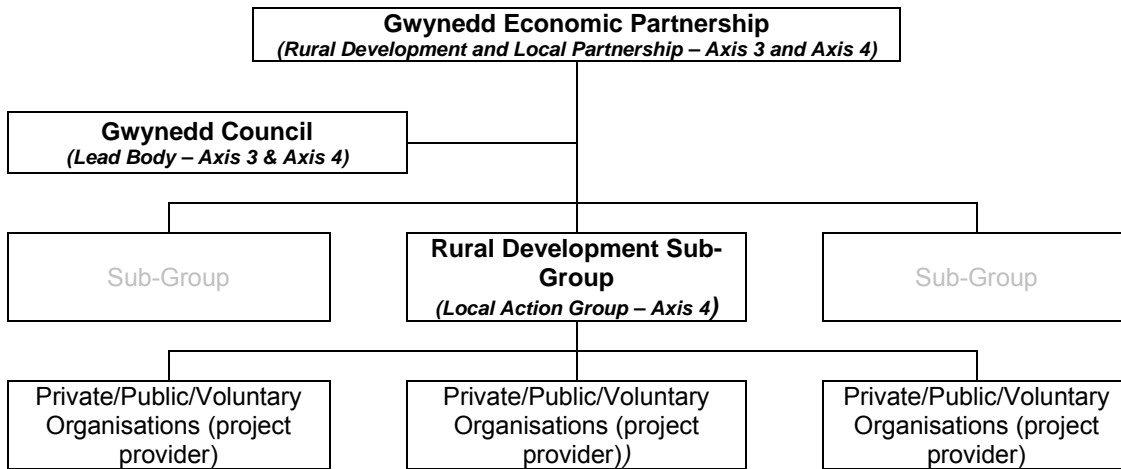 Gwynedd Economic Partnership
(Rural Development and Local Partnership – Axis 3 and Axis 4)
Gwynedd Council
(Lead Body – Axis 3 & Axis 4)
Sub-Group
Rural Development Sub-
Group
(Local Action Group – Axis 4)
Sub-Group
Private/Public/Voluntary
Organisations (project
provider)
Private/Public/Voluntary
Organisations (project
provider))
Private/Public/Voluntary
Organisations (project
provider)